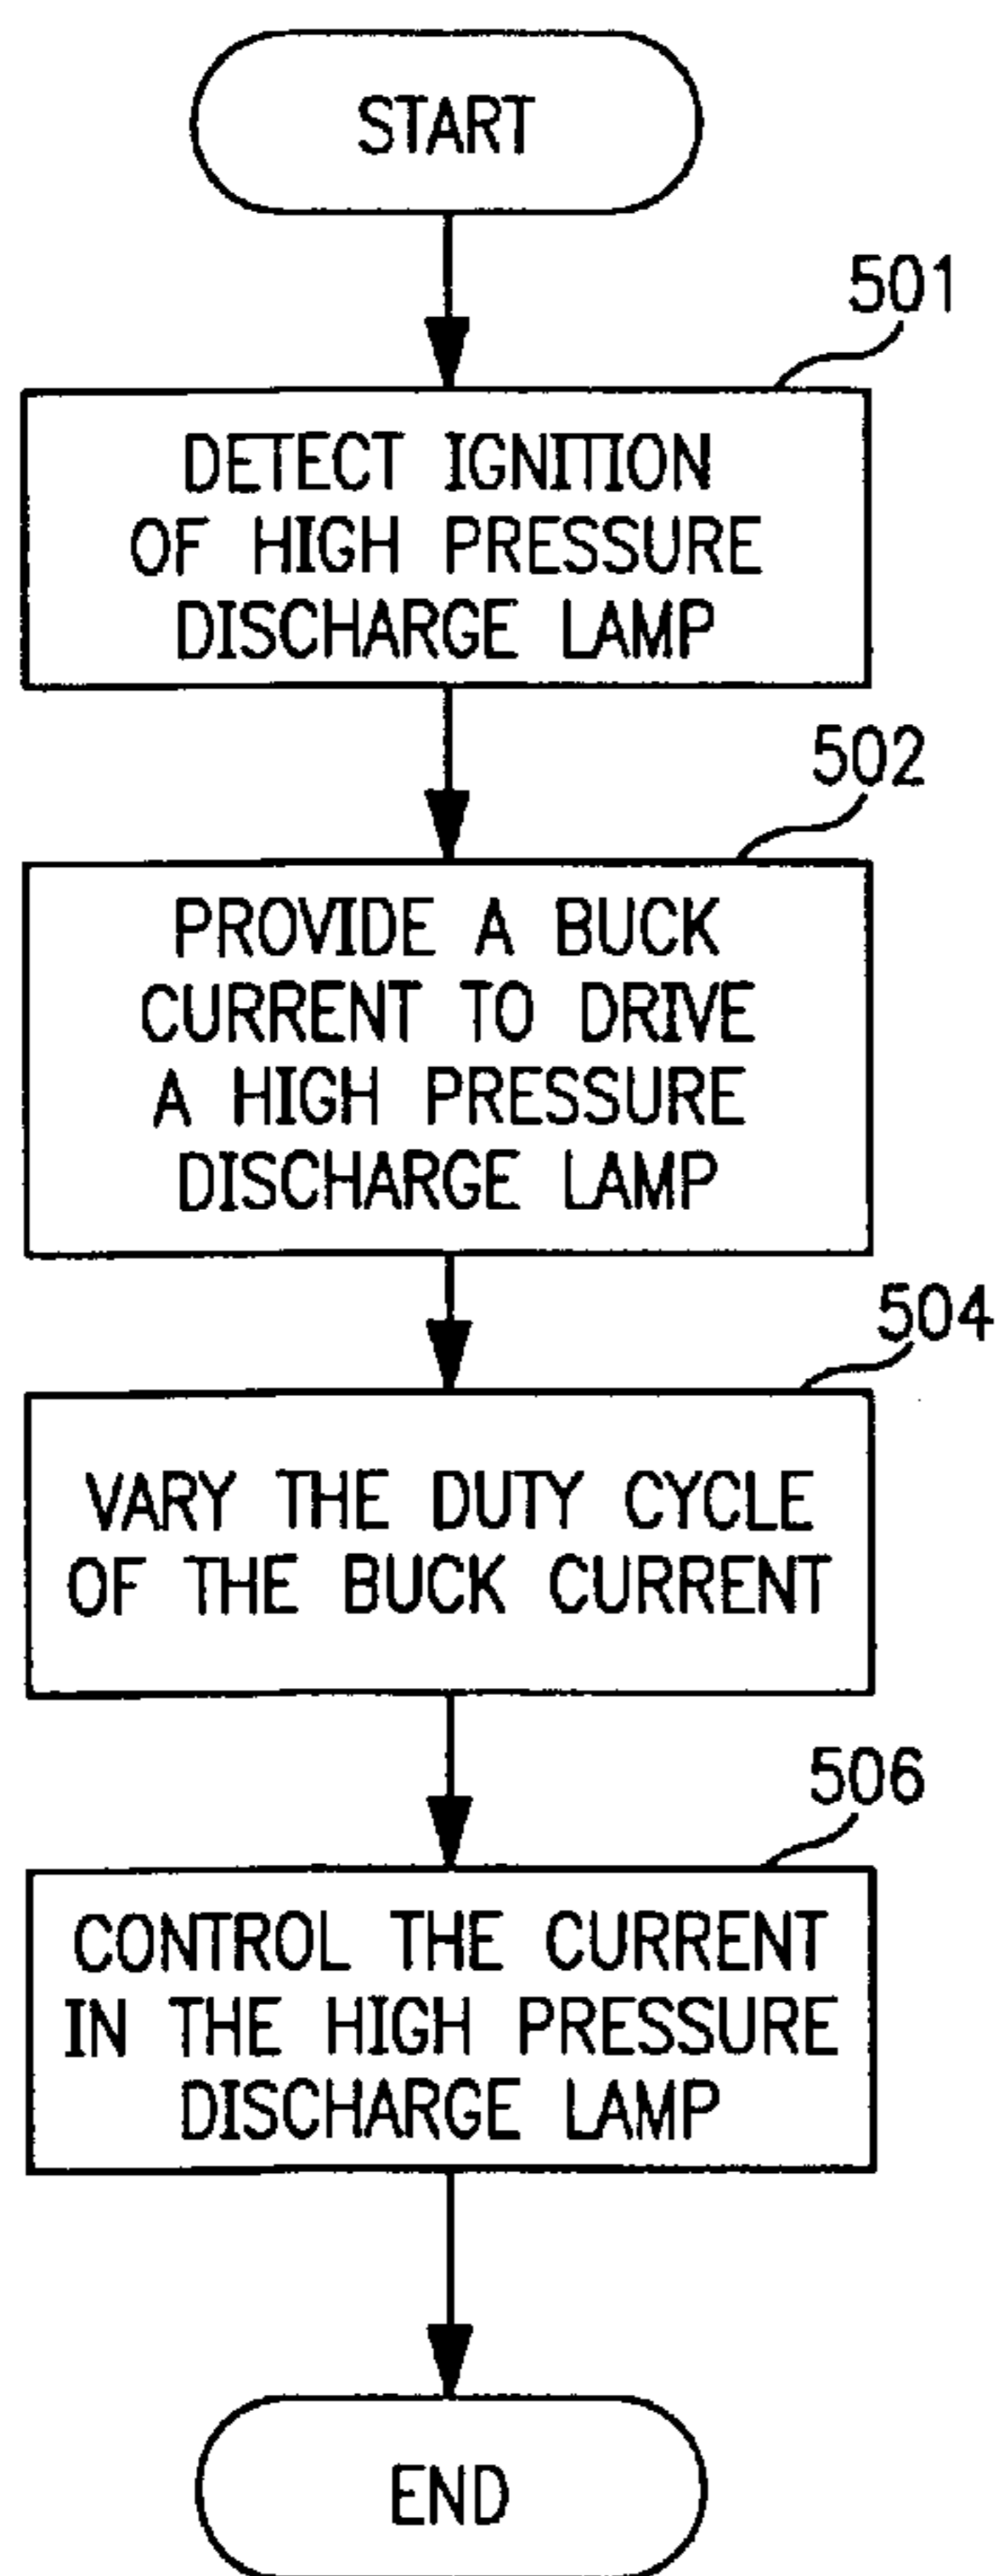 START
501
DETECT IGNITION
OF HIGH PRESSURE
DISCHARGE LAMP
502
PROVIDE A BUCK
CURRENT TO DRIVE
A HIGH PRESSURE
DISCHARGE LAMP
504
VARY THE DUTY CYCLE
OF THE BUCK CURRENT
506
CONTROL THE CURRENT
IN THE HIGH PRESSURE
DISCHARGE LAMP
END